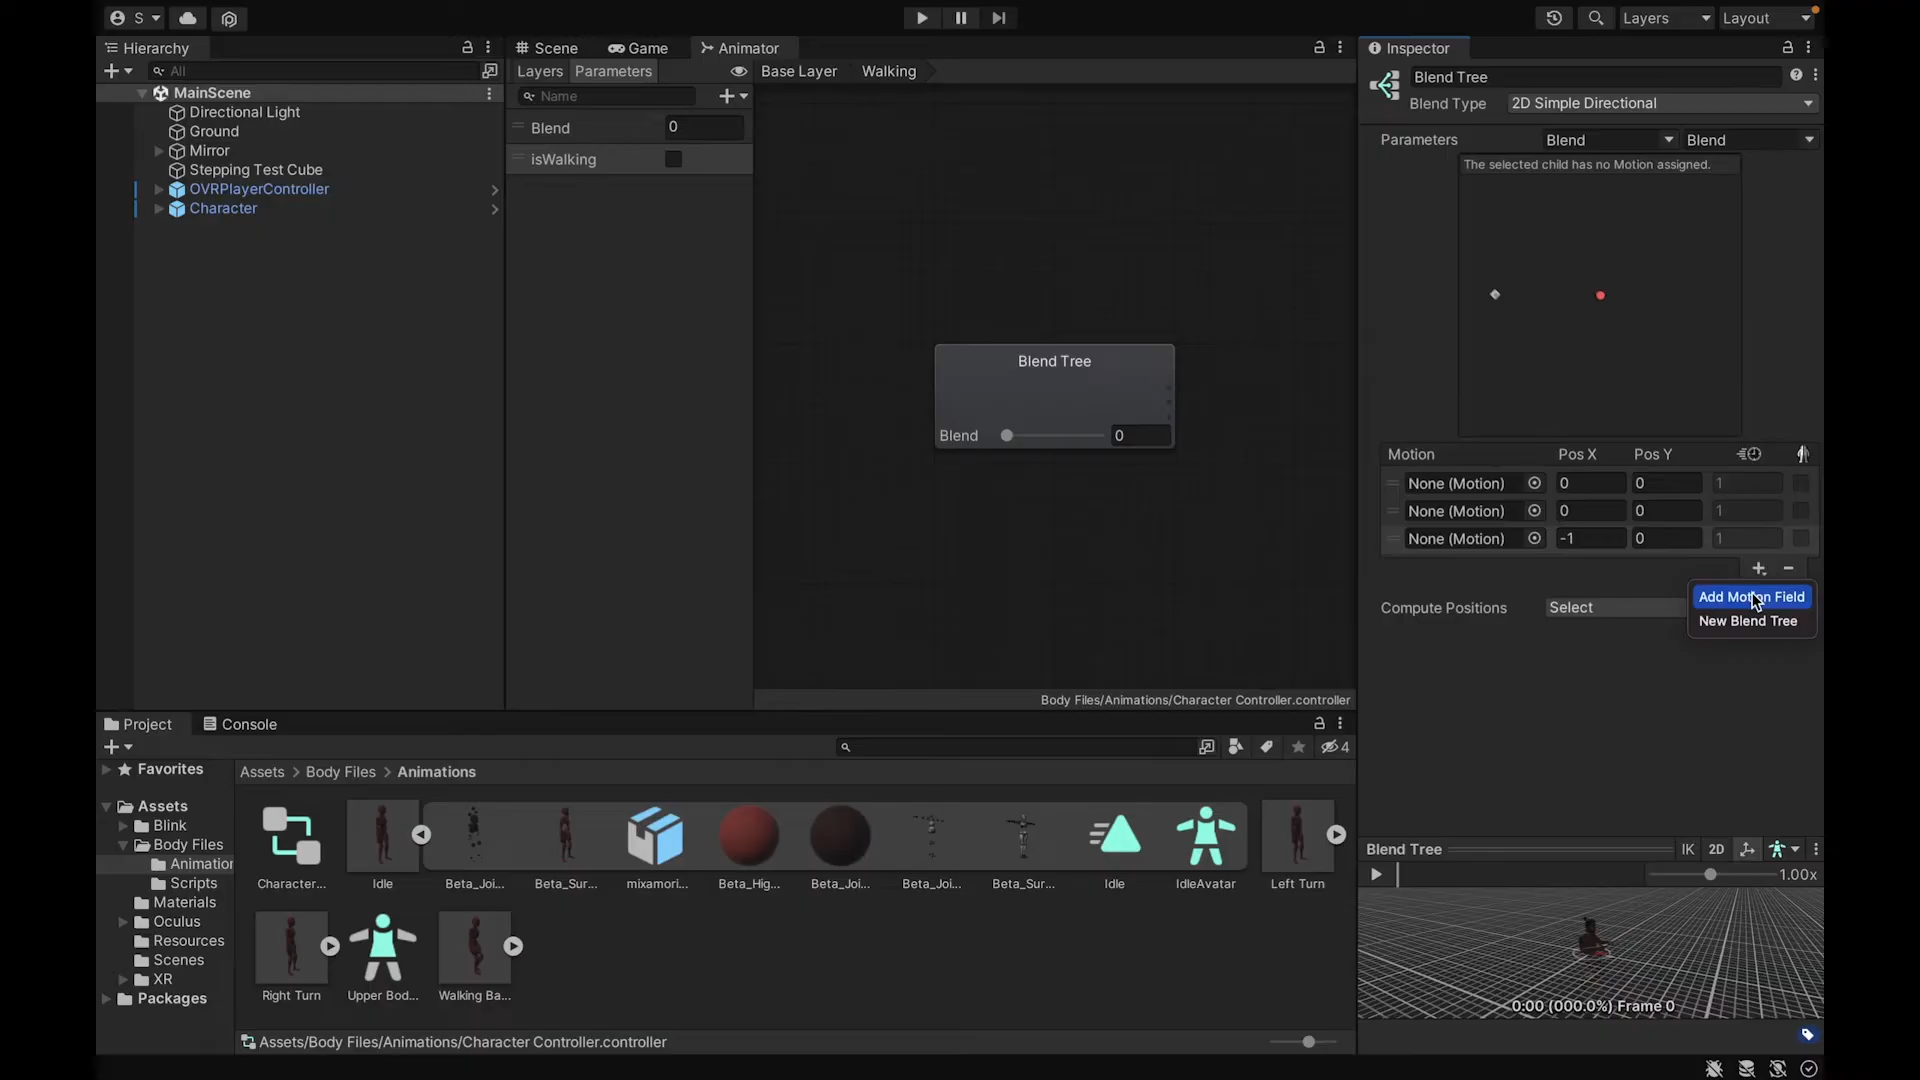 S
Layers
Layout
Hierarchy
All
MainScene
Directional Light
Ground
Mirror
Stepping Test Cube
OVRPlayerController
Character
Scene
Game
Animator
Layers
Parameters
Base Layer
Walking
Name
Blend
0
isWalking
Blend Tree
Blend
0
Body Files/Animations/Character Controller.controller
Inspector
Blend Tree
Blend Type
2D Simple Directional
Parameters
Blend
Blend
The selected child has no Motion assigned.
Motion
Pos X
Pos Y
None (Motion)
0
0
1
None (Motion)
0
0
1
None (Motion)
-1
0
1
Add Motion Field
New Blend Tree
Compute Positions
Select
Project
Console
4
Favorites
Assets
Blink
Body Files
Animation
Scripts
Materials
Oculus
Resources
Scenes
XR
Packages
Assets > Body Files > Animations
Character...
Idle
Beta_Joi...
Beta_Sur...
mixamori...
Beta_Hig...
Beta_Joi...
Beta_Joi...
Beta_Sur...
Idle
IdleAvatar
Left Turn
Right Turn
Upper Bod...
Walking Ba...
Assets/Body Files/Animations/Character Controller.controller
Blend Tree
IK
2D
1.00x
0:00 (000.0%) Frame 0